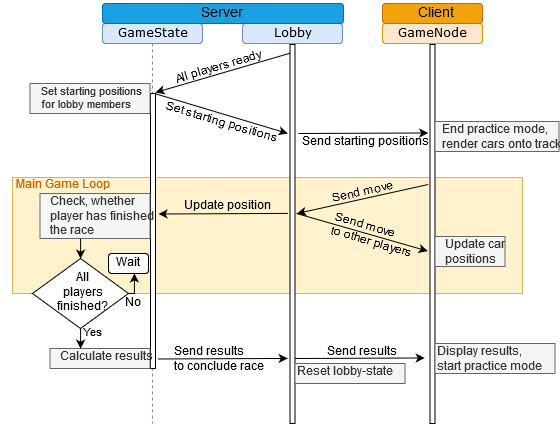 Server
Client
GameState
Lobby
GameNode
All players ready
Set starting positions
for lobby members
Set starting positions
Send starting positions
End practice mode,
render cars onto track
Main Game Loop
Send move
Check, whether
player has finished
the race
Update position
Send move
to other players
Update car
positions
Wait
All
players
finished?
No
Yes
Calculate results
Send results
to conclude race
Send results
Display results,
start practice mode
Reset lobby-state